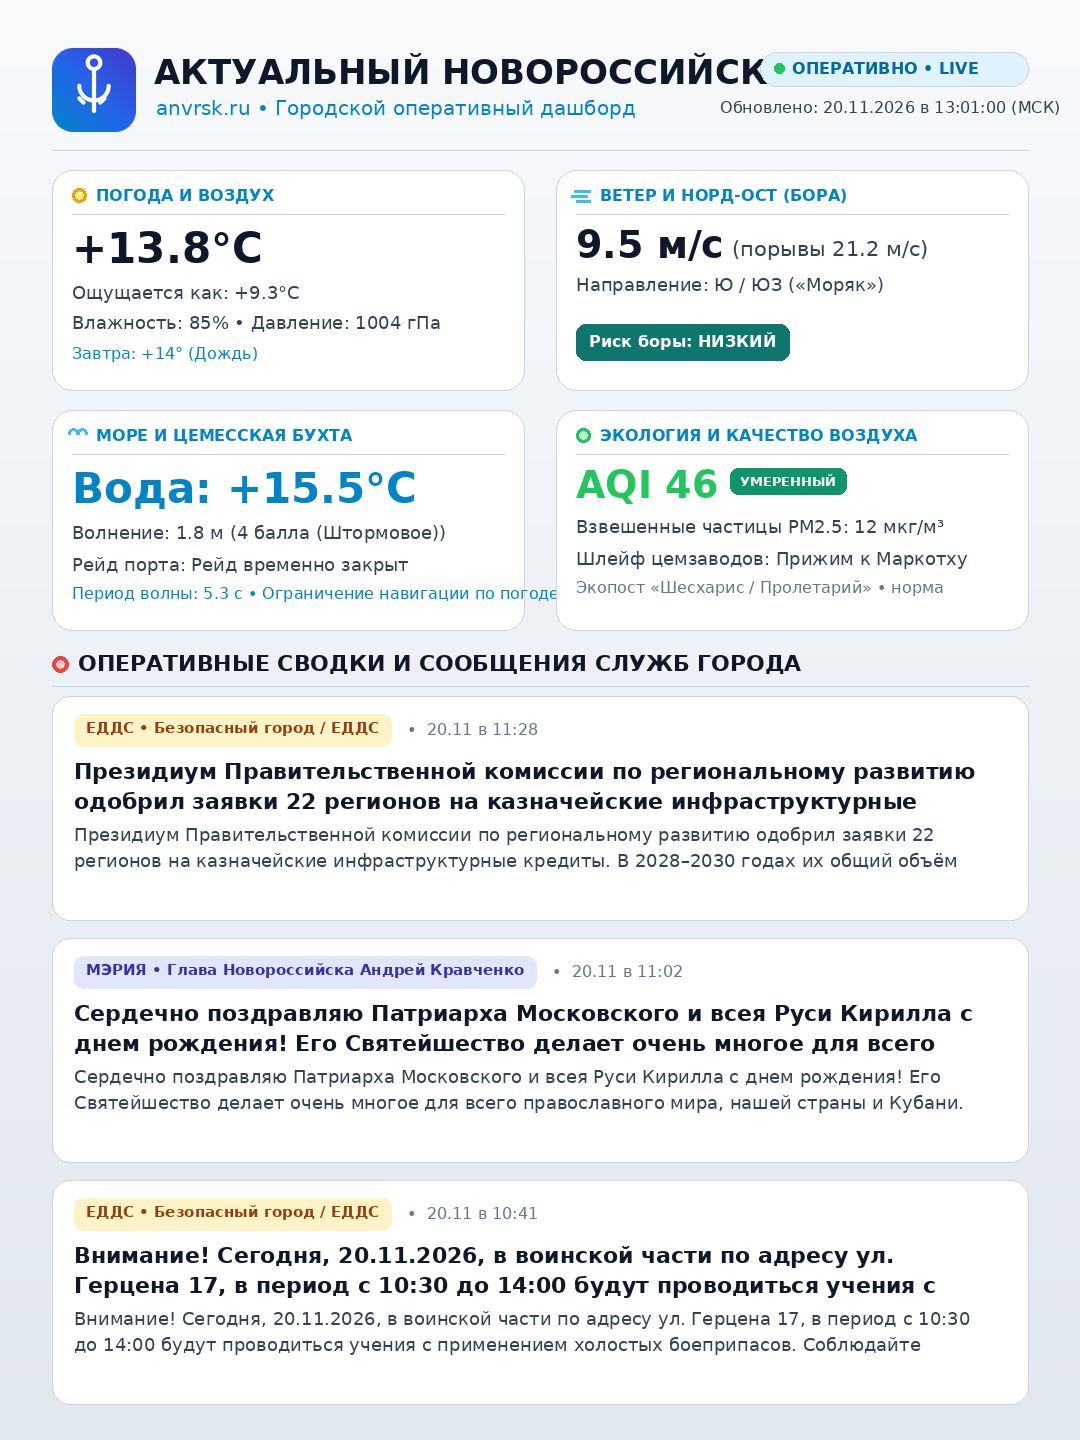 АКТУАЛЬНЫЙ НОВОРОССИЙСК
ОПЕРАТИВНО • LIVE
anvrsk.ru • Городской оперативный дашборд
Обновлено: 20.11.2026 в 13:01:00 (МСК)
ПОГОДА И ВОЗДУХ
+13.8°C
Ощущается как: +9.3°C
Влажность: 85% • Давление: 1004 гПа
Завтра: +14° (Дождь)
ВЕТЕР И НОРД-ОСТ (БОРА)
9.5 м/с (порывы 21.2 м/с)
Направление: Ю / ЮЗ («Моряк»)
Риск боры: НИЗКИЙ
МОРЕ И ЦЕМЕССКАЯ БУХТА
Вода: +15.5°C
Волнение: 1.8 м (4 балла (Штормовое))
Рейд порта: Рейд временно закрыт
Период волны: 5.3 с • Ограничение навигации по погоде
ЭКОЛОГИЯ И КАЧЕСТВО ВОЗДУХА
AQI 46 УМЕРЕННЫЙ
Взвешенные частицы PM2.5: 12 мкг/м³
Шлейф цемзаводов: Прижим к Маркотху
Экопост «Шесхарис / Пролетарий» • норма
ОПЕРАТИВНЫЕ СВОДКИ И СООБЩЕНИЯ СЛУЖБ ГОРОДА
ЕДДС • Безопасный город / ЕДДС • 20.11 в 11:28
Президиум Правительственной комиссии по региональному развитию
одобрил заявки 22 регионов на казначейские инфраструктурные
Президиум Правительственной комиссии по региональному развитию одобрил заявки 22
регионов на казначейские инфраструктурные кредиты. В 2028–2030 годах их общий объём
МЭРИЯ • Глава Новороссийска Андрей Кравченко • 20.11 в 11:02
Сердечно поздравляю Патриарха Московского и всея Руси Кирилла с
днем рождения! Его Святейшество делает очень многое для всего
Сердечно поздравляю Патриарха Московского и всея Руси Кирилла с днем рождения! Его
Святейшество делает очень многое для всего православного мира, нашей страны и Кубани.
ЕДДС • Безопасный город / ЕДДС • 20.11 в 10:41
Внимание! Сегодня, 20.11.2026, в воинской части по адресу ул.
Герцена 17, в период с 10:30 до 14:00 будут проводиться учения с
Внимание! Сегодня, 20.11.2026, в воинской части по адресу ул. Герцена 17, в период с 10:30
до 14:00 будут проводиться учения с применением холостых боеприпасов. Соблюдайте